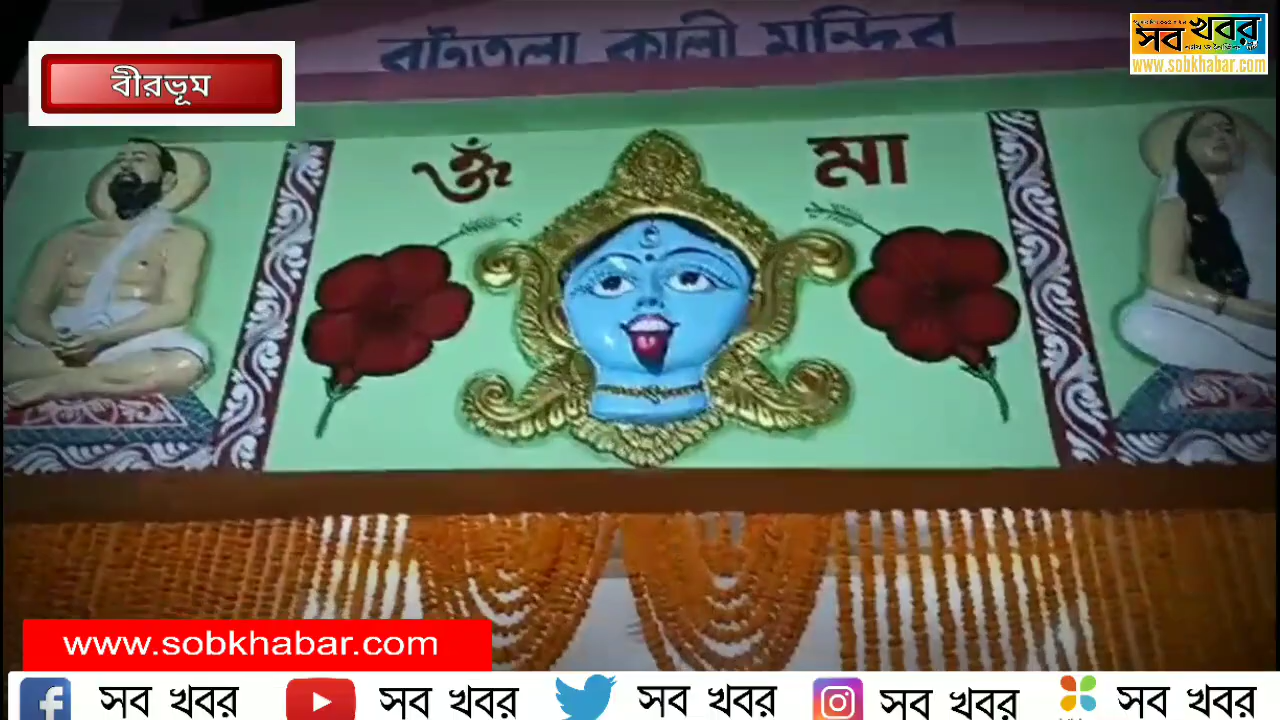 বটতলা কালী মন্দির
সব খবর
www.sobkhabar.com
বীরভূম
ওঁ মা
www.sobkhabar.com
সব খবর সব খবর সব খবর সব খবর সব খবর